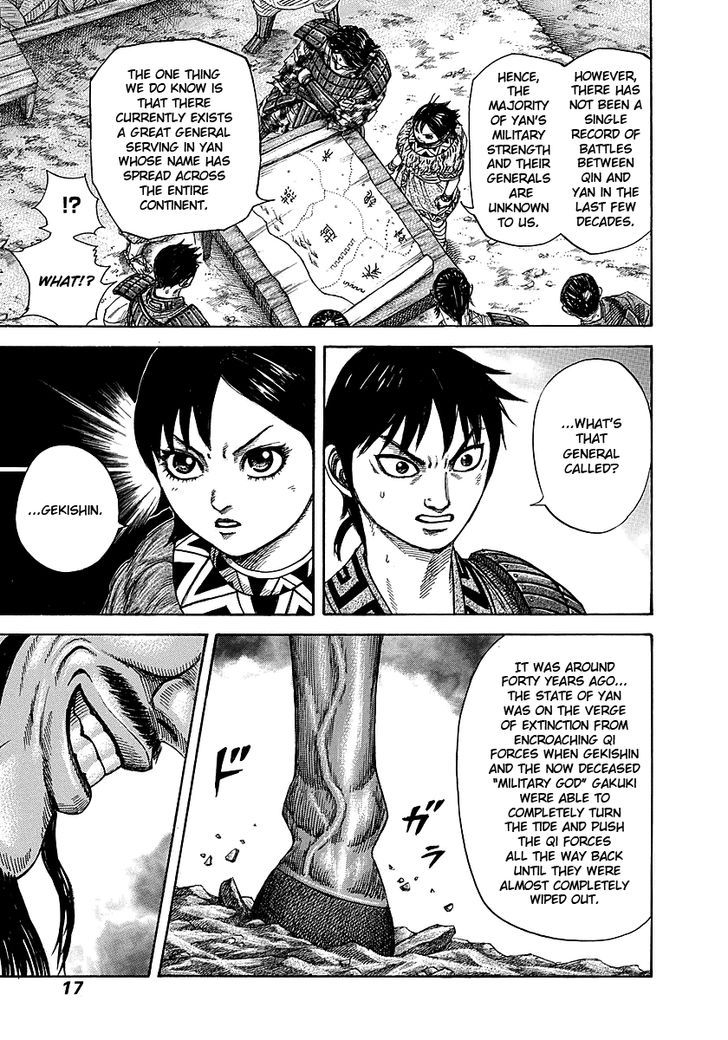 HOWEVER,
THERE HAS
NOT BEEN A
SINGLE
RECORD OF
BATTLES
BETWEEN
QIN AND
YAN IN THE
LAST FEW
DECADES.
HENCE,
THE
MAJORITY
OF YAN'S
MILITARY
STRENGTH
AND THEIR
GENERALS
ARE
UNKNOWN
TO US.
THE ONE THING
WE DO KNOW IS
THAT THERE
CURRENTLY EXISTS
A GREAT GENERAL
SERVING IN YAN
WHOSE NAME HAS
SPREAD ACROSS
THE ENTIRE
CONTINENT.
!?
WHAT!?
...WHAT'S
THAT
GENERAL
CALLED?
...GEKISHIN.
IT WAS AROUND
FORTY YEARS AGO...
THE STATE OF YAN
WAS ON THE VERGE
OF EXTINCTION FROM
ENCROACHING QI
FORCES WHEN GEKISHIN
AND THE NOW DECEASED
"MILITARY GOD" GAKUKI
WERE ABLE TO
COMPLETELY TURN
THE TIDE AND PUSH
THE QI FORCES
ALL THE WAY BACK
UNTIL THEY WERE
ALMOST COMPLETELY
WIPED OUT.
ドガラ
17